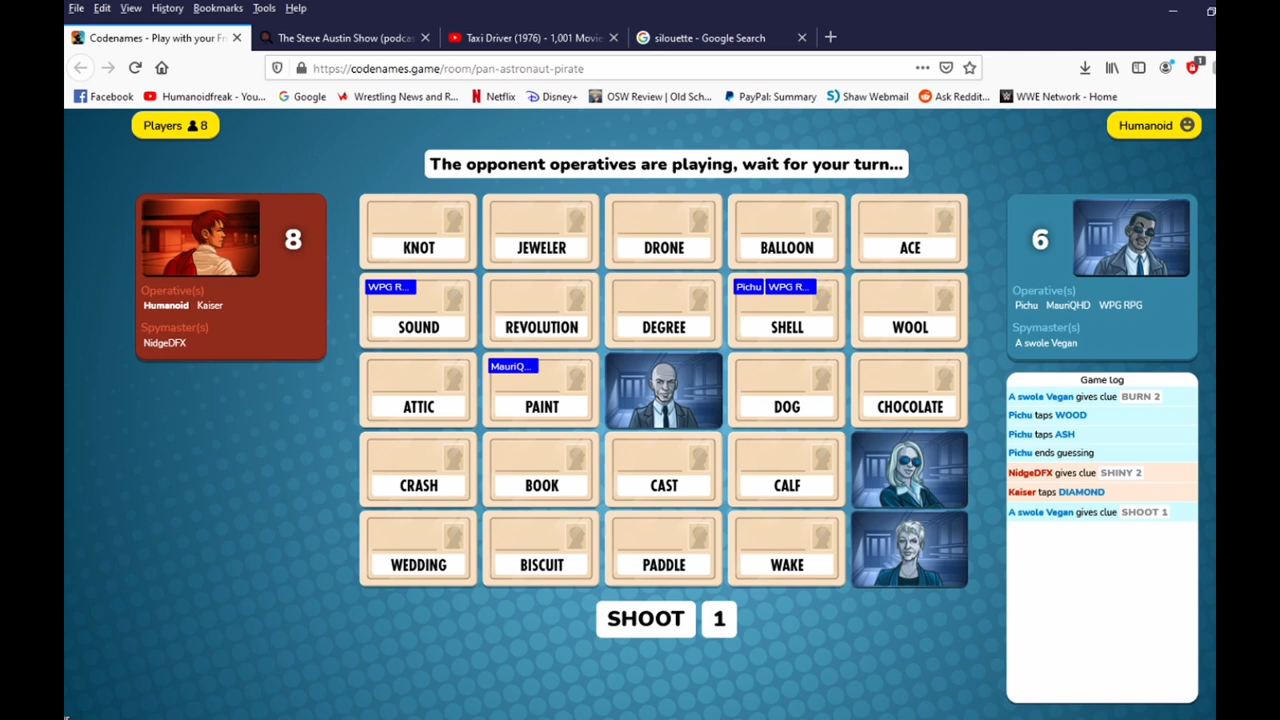 File Edit View History Bookmarks Tools Help
Codenames - Play with your Fr
The Steve Austin Show (podcas
Taxi Driver (1976) - 1,001 Movie
silouette - Google Search
https://codenames.game/room/pan-astronaut-pirate
1
Facebook Humanoidfreak - You... Google Wrestling News and R... Netflix Disney+ OSW Review | Old Sch... PayPal: Summary Shaw Webmail Ask Reddit... WWE Network - Home
Players 8
Humanoid
The opponent operatives are playing, wait for your turn...
8
Operative(s)
Humanoid Kaiser
Spymaster(s)
NidgeDFX
KNOT JEWELER DRONE BALLOON ACE
WPG R... Pichu WPG R...
SOUND REVOLUTION DEGREE SHELL WOOL
MauriQ...
ATTIC PAINT DOG CHOCOLATE
CRASH BOOK CAST CALF
WEDDING BISCUIT PADDLE WAKE
SHOOT 1
6
Operative(s)
Pichu MauriQHD WPG RPG
Spymaster(s)
A swole Vegan
Game log
A swole Vegan gives clue BURN 2
Pichu taps WOOD
Pichu taps ASH
Pichu ends guessing
NidgeDFX gives clue SHINY 2
Kaiser taps DIAMOND
A swole Vegan gives clue SHOOT 1